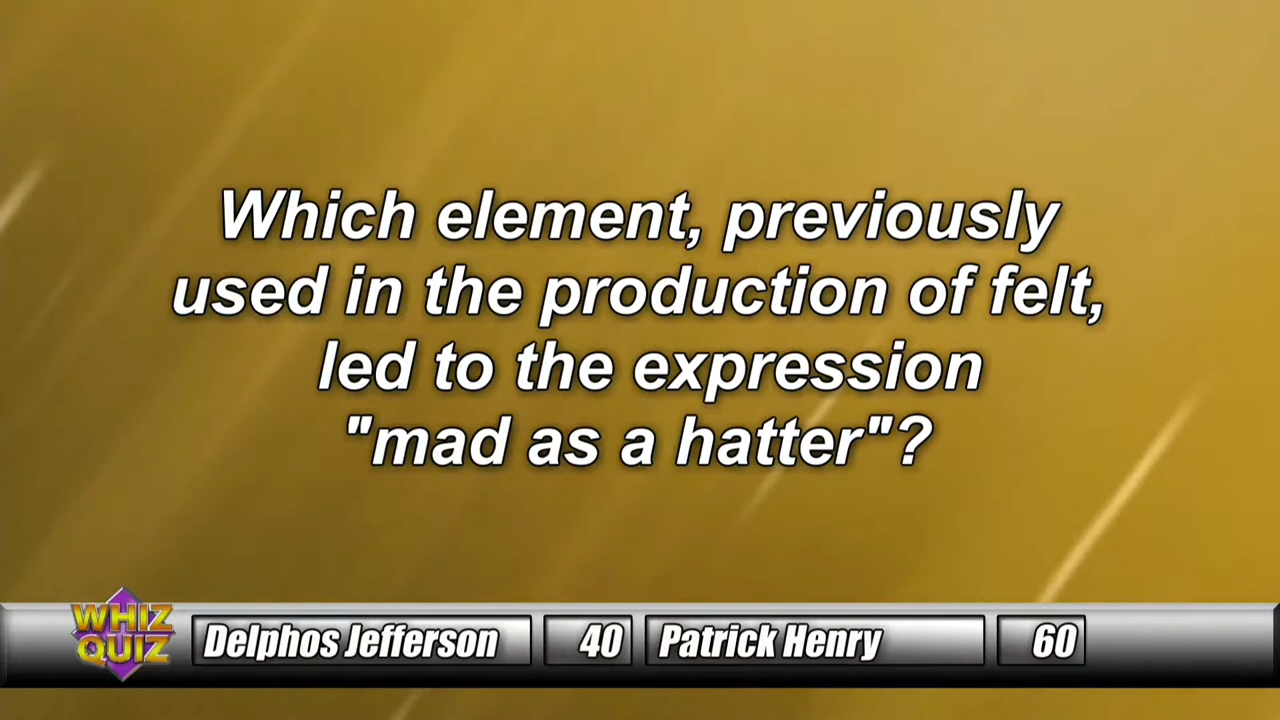 Which element, previously
used in the production of felt,
led to the expression
"mad as a hatter"?
WHIZ
QUIZ
Delphos Jefferson 40 Patrick Henry 60